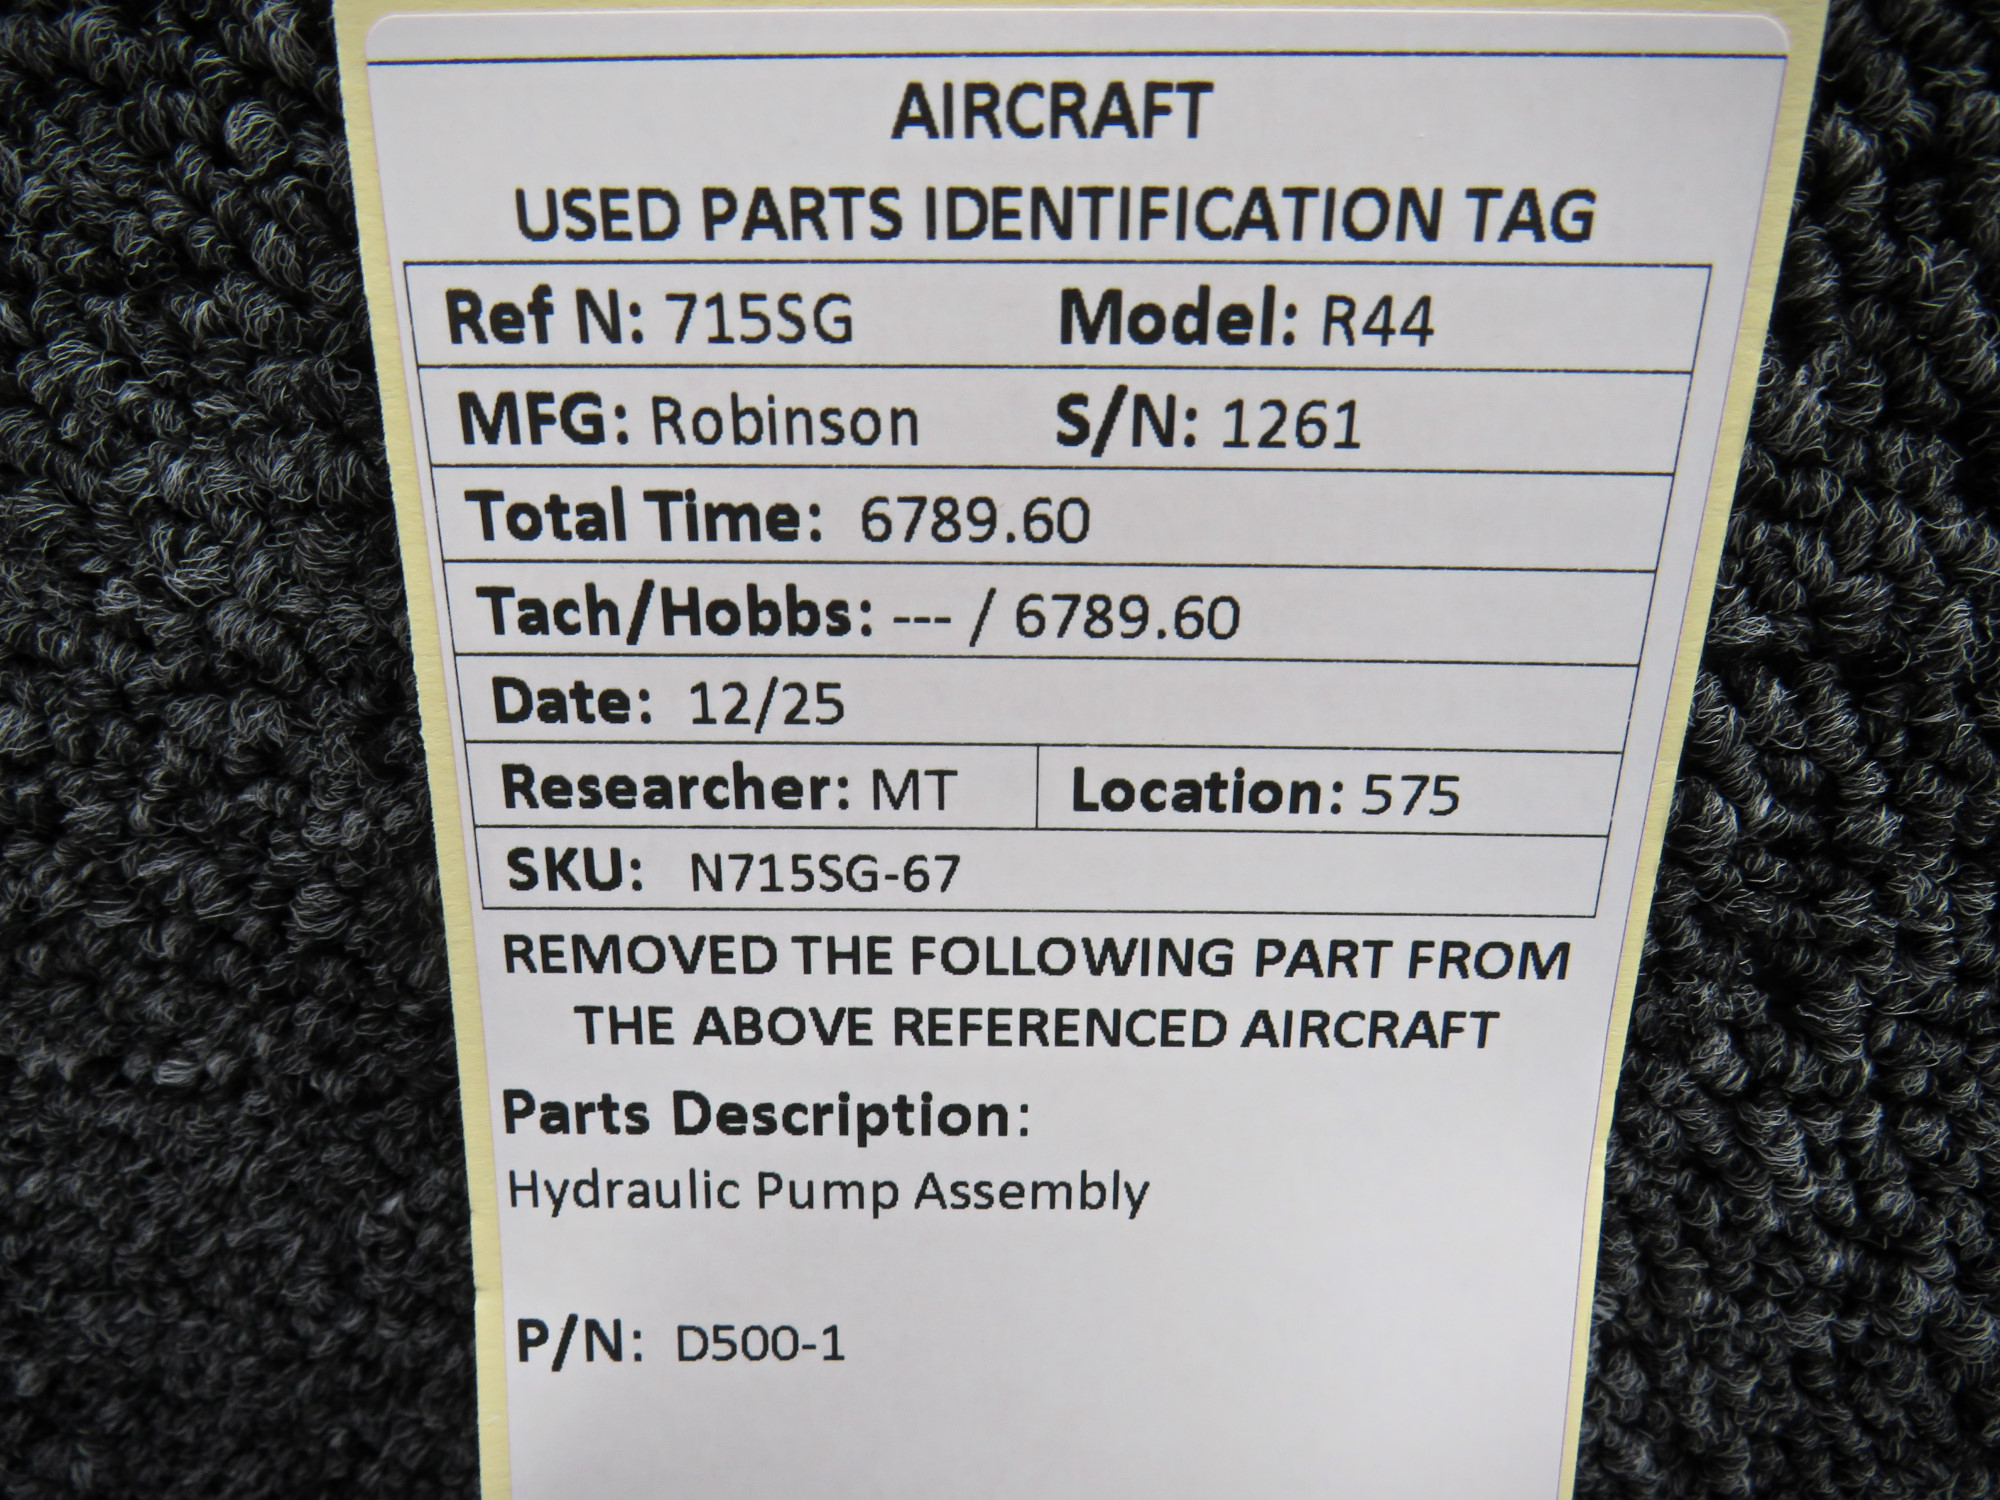 AIRCRAFT
USED PARTS IDENTIFICATION TAG
Ref N: 715SG Model: R44
MFG: Robinson S/N: 1261
Total Time: 6789.60
Tach/Hobbs: --- / 6789.60
Date: 12/25
Researcher: MT Location: 575
SKU: N715SG-67
REMOVED THE FOLLOWING PART FROM
THE ABOVE REFERENCED AIRCRAFT
Parts Description:
Hydraulic Pump Assembly
P/N: D500-1